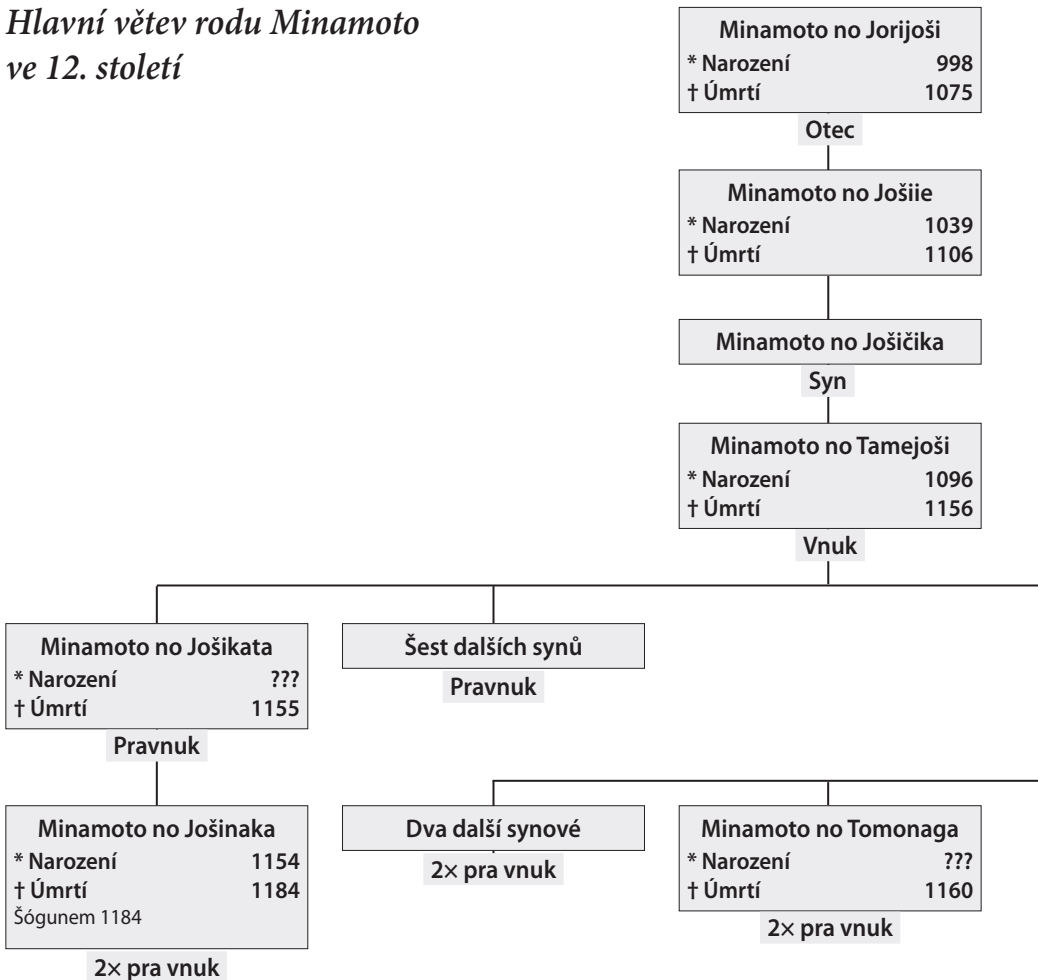 Hlavní větev rodu Minamoto
ve 12. století
Minamoto no Jorijoši
* Narození 998
† Úmrtí 1075
Otec
Minamoto no Jošiie
* Narození 1039
† Úmrtí 1106
Minamoto no Jošičika
Syn
Minamoto no Tamejoši
* Narození 1096
† Úmrtí 1156
Vnuk
Minamoto no Jošikata
* Narození ???
† Úmrtí 1155
Pravnuk
Šest dalších synů
Pravnuk
Minamoto no Jošinaka
* Narození 1154
† Úmrtí 1184
Šógunem 1184
2× pra vnuk
Dva další synové
2× pra vnuk
Minamoto no Tomonaga
* Narození ???
† Úmrtí 1160
2× pra vnuk